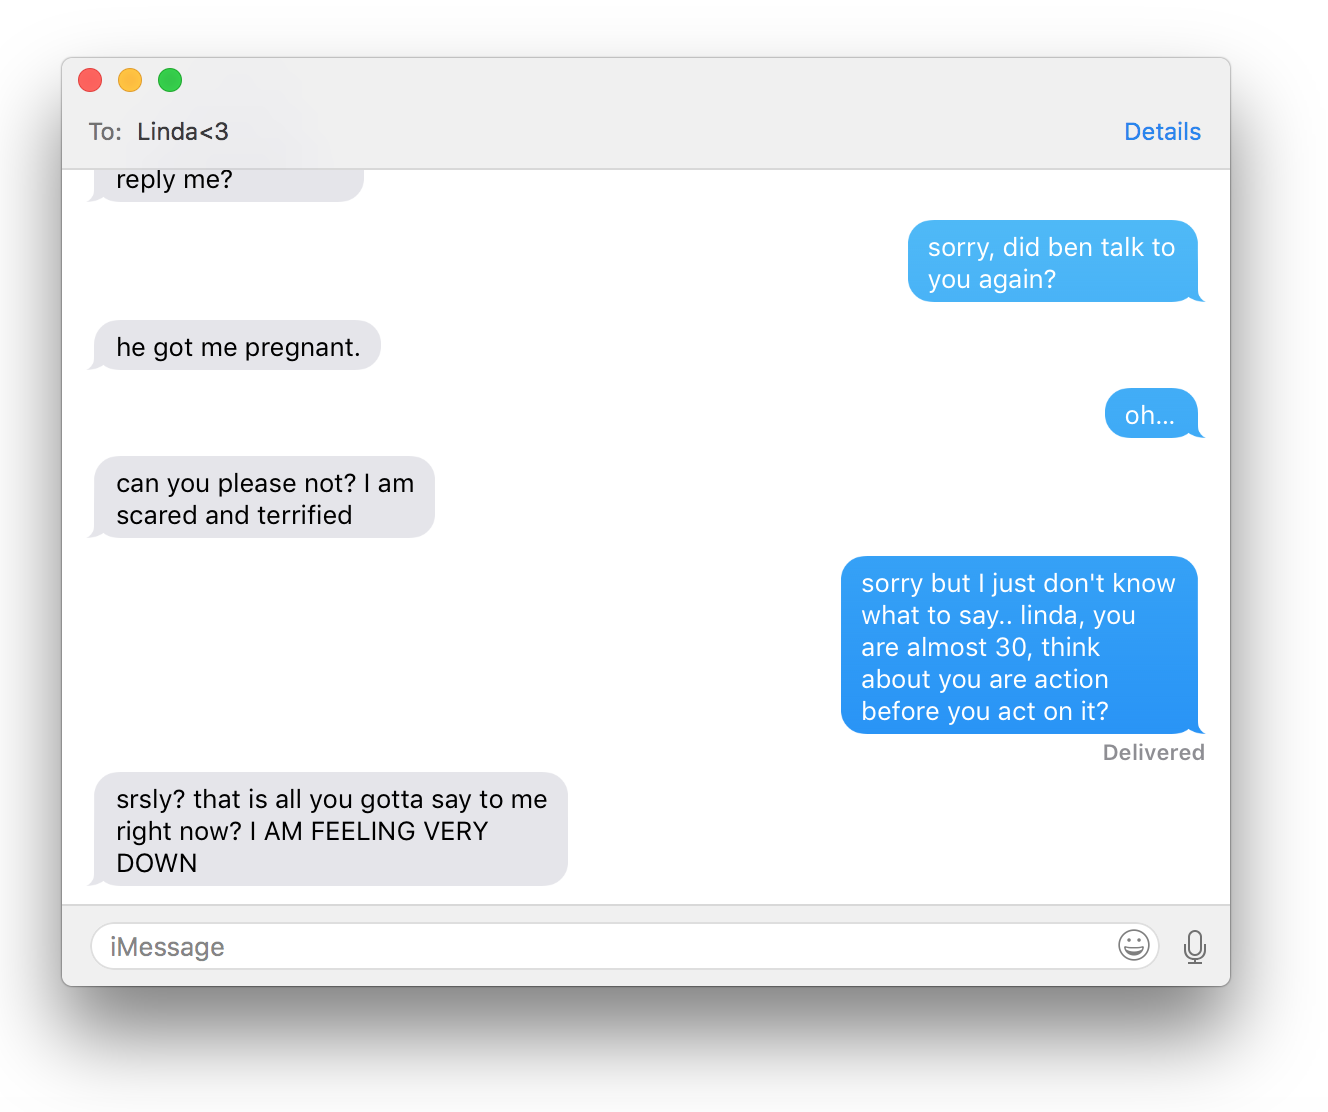 To: Linda<3
Details
reply me?
sorry, did ben talk to
you again?
he got me pregnant.
oh...
can you please not? I am
scared and terrified
sorry but I just don't know
what to say.. linda, you
are almost 30, think
about you are action
before you act on it?
Delivered
srsly? that is all you gotta say to me
right now? I AM FEELING VERY
DOWN
iMessage